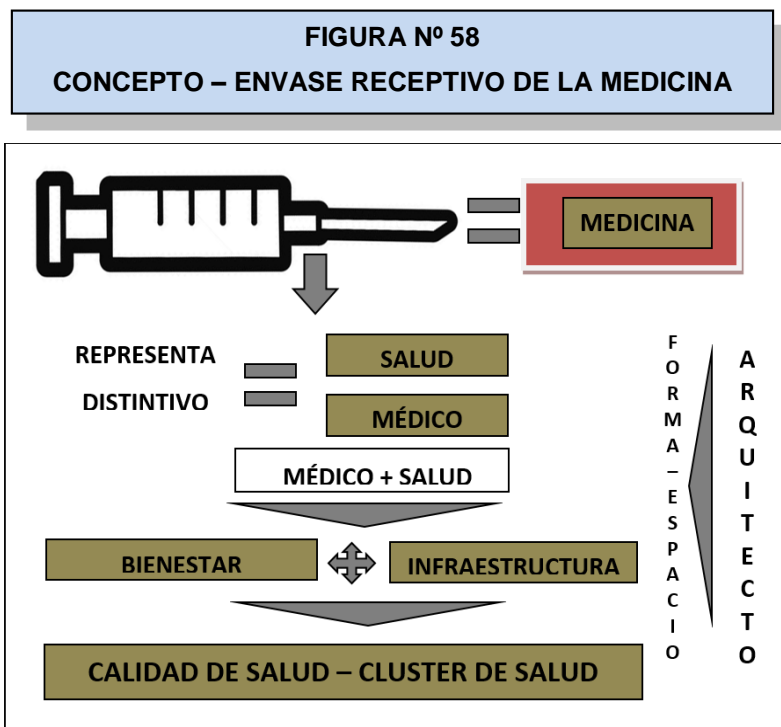 FIGURA Nº 58
CONCEPTO – ENVASE RECEPTIVO DE LA MEDICINA
MEDICINA
REPRESENTA
DISTINTIVO
SALUD
MÉDICO
MÉDICO + SALUD
BIENESTAR
INFRAESTRUCTURA
CALIDAD DE SALUD – CLUSTER DE SALUD
FORMA–ESPACIO
ARQUITECTO